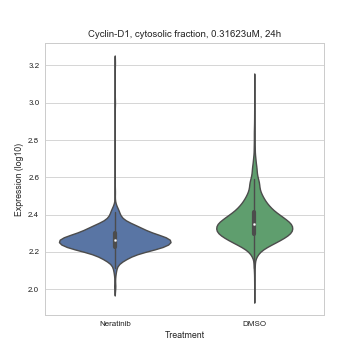 Cyclin-D1, cytosolic fraction, 0.31623uM, 24h
3.2
3.0
2.8
2.6
2.4
2.2
2.0
Expression (log10)
Neratinib DMSO
Treatment